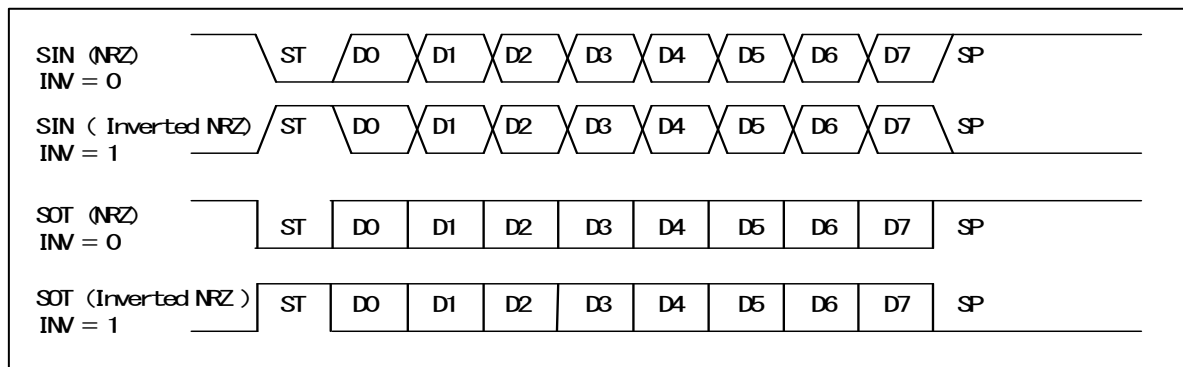 SIN (NRZ) ST D0 D1 D2 D3 D4 D5 D6 D7 SP
INV = 0
SIN ( Inverted NRZ) ST D0 D1 D2 D3 D4 D5 D6 D7 SP
INV = 1
SOT (NRZ) ST D0 D1 D2 D3 D4 D5 D6 D7 SP
INV = 0
SOT (Inverted NRZ ) ST D0 D1 D2 D3 D4 D5 D6 D7 SP
INV = 1